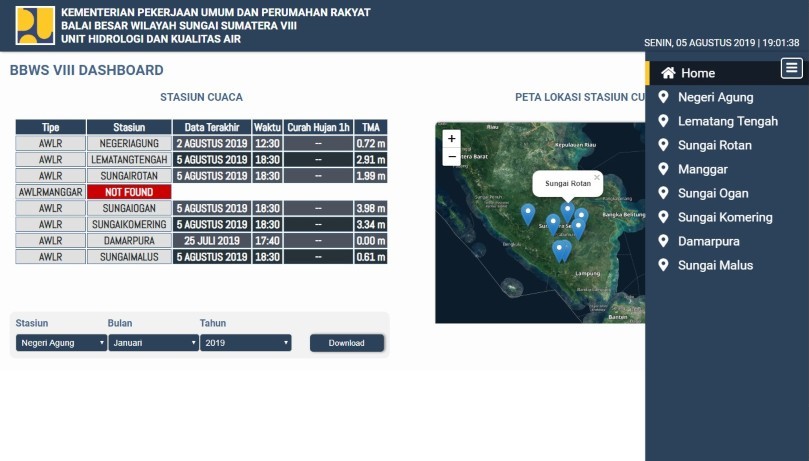 KEMENTERIAN PEKERJAAN UMUM DAN PERUMAHAN RAKYAT
BALAI BESAR WILAYAH SUNGAI SUMATERA VIII
UNIT HIDROLOGI DAN KUALITAS AIR
SENIN, 05 AGUSTUS 2019 | 19:01:38
BBWS VIII DASHBOARD
STASIUN CUACA
Tipe Stasiun Data Terakhir Waktu Curah Hujan 1h TMA
AWLR NEGERIAGUNG 2 AGUSTUS 2019 12:30 -- 0.72 m
AWLR LEMATANGTENGAH 5 AGUSTUS 2019 18:30 -- 2.91 m
AWLR SUNGAIROTAN 5 AGUSTUS 2019 18:30 -- 1.99 m
AWLRMANGGAR NOT FOUND
AWLR SUNGAIOGAN 5 AGUSTUS 2019 18:30 -- 3.98 m
AWLR SUNGAIKOMERING 5 AGUSTUS 2019 18:30 -- 3.34 m
AWLR DAMARPURA 25 JULI 2019 17:40 -- 0.00 m
AWLR SUNGAIMALUS 5 AGUSTUS 2019 18:30 -- 0.61 m
Stasiun Bulan Tahun
Negeri Agung Januari 2019 Download
PETA LOKASI STASIUN CU
+
−
Riau
Kepulauan Riau
tera Barat
Sungai Rotan ×
Bangka Belitung
Bengkulu
Lampung
Banten
Home
Negeri Agung
Lematang Tengah
Sungai Rotan
Manggar
Sungai Ogan
Sungai Komering
Damarpura
Sungai Malus